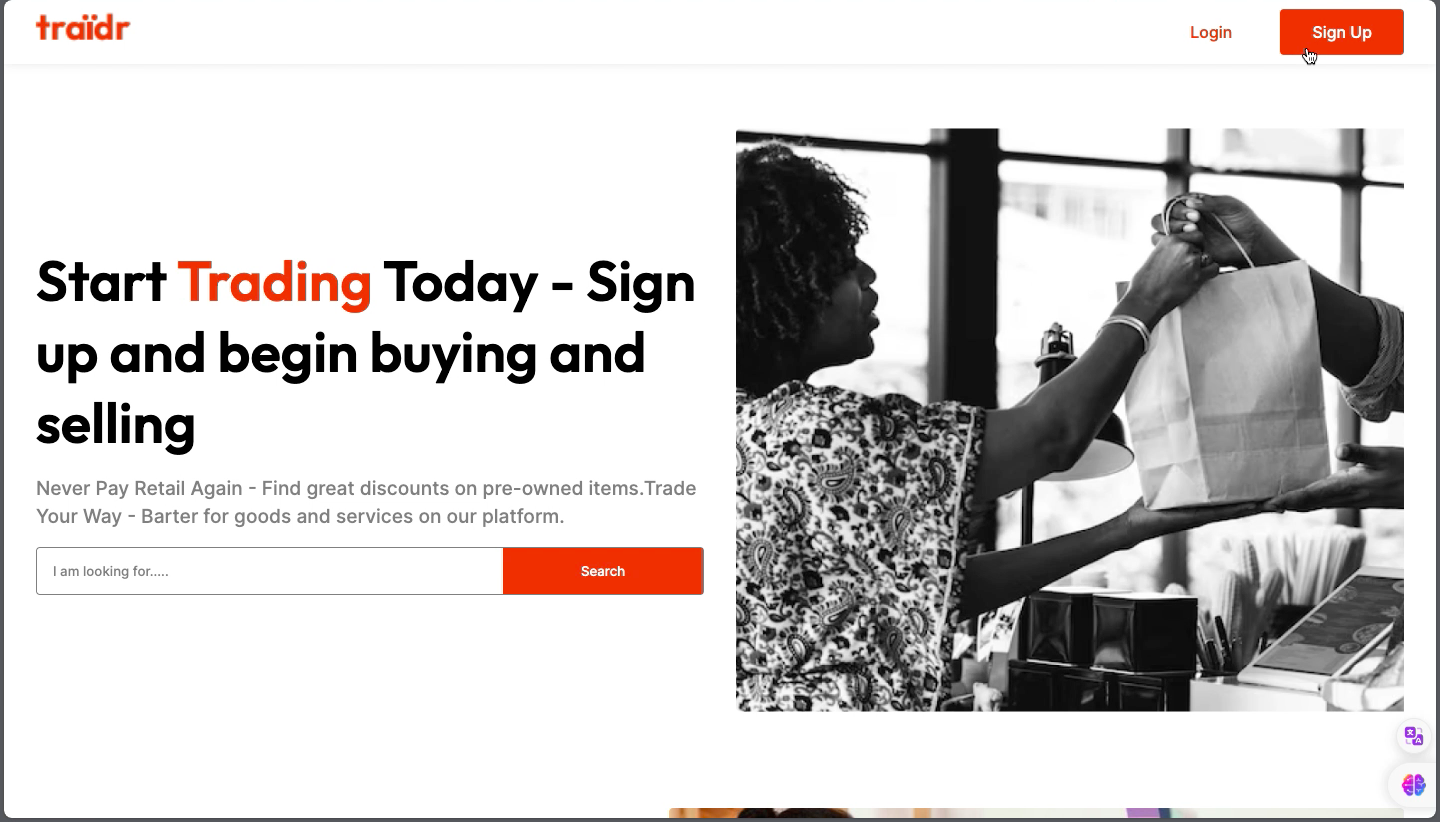 traïdr
Login
Sign Up
Start Trading Today - Sign
up and begin buying and
selling
Never Pay Retail Again - Find great discounts on pre-owned items.Trade
Your Way - Barter for goods and services on our platform.
I am looking for.....
Search